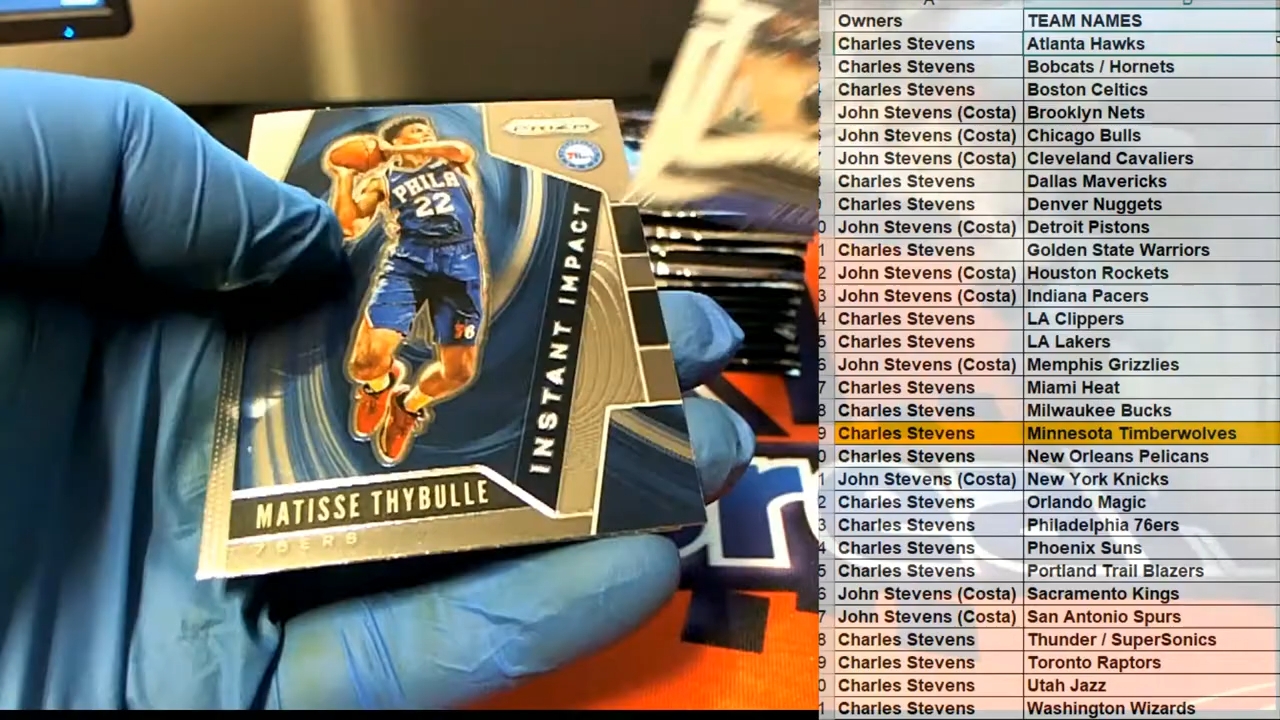 PRIZM
PHILA
22
76
INSTANT IMPACT
MATISSE THYBULLE
76ERS
Owners TEAM NAMES
Charles Stevens Atlanta Hawks
Charles Stevens Bobcats / Hornets
Charles Stevens Boston Celtics
John Stevens (Costa) Brooklyn Nets
John Stevens (Costa) Chicago Bulls
John Stevens (Costa) Cleveland Cavaliers
Charles Stevens Dallas Mavericks
Charles Stevens Denver Nuggets
John Stevens (Costa) Detroit Pistons
Charles Stevens Golden State Warriors
John Stevens (Costa) Houston Rockets
John Stevens (Costa) Indiana Pacers
Charles Stevens LA Clippers
Charles Stevens LA Lakers
John Stevens (Costa) Memphis Grizzlies
Charles Stevens Miami Heat
Charles Stevens Milwaukee Bucks
Charles Stevens Minnesota Timberwolves
Charles Stevens New Orleans Pelicans
John Stevens (Costa) New York Knicks
Charles Stevens Orlando Magic
Charles Stevens Philadelphia 76ers
Charles Stevens Phoenix Suns
Charles Stevens Portland Trail Blazers
John Stevens (Costa) Sacramento Kings
John Stevens (Costa) San Antonio Spurs
Charles Stevens Thunder / SuperSonics
Charles Stevens Toronto Raptors
Charles Stevens Utah Jazz
Charles Stevens Washington Wizards